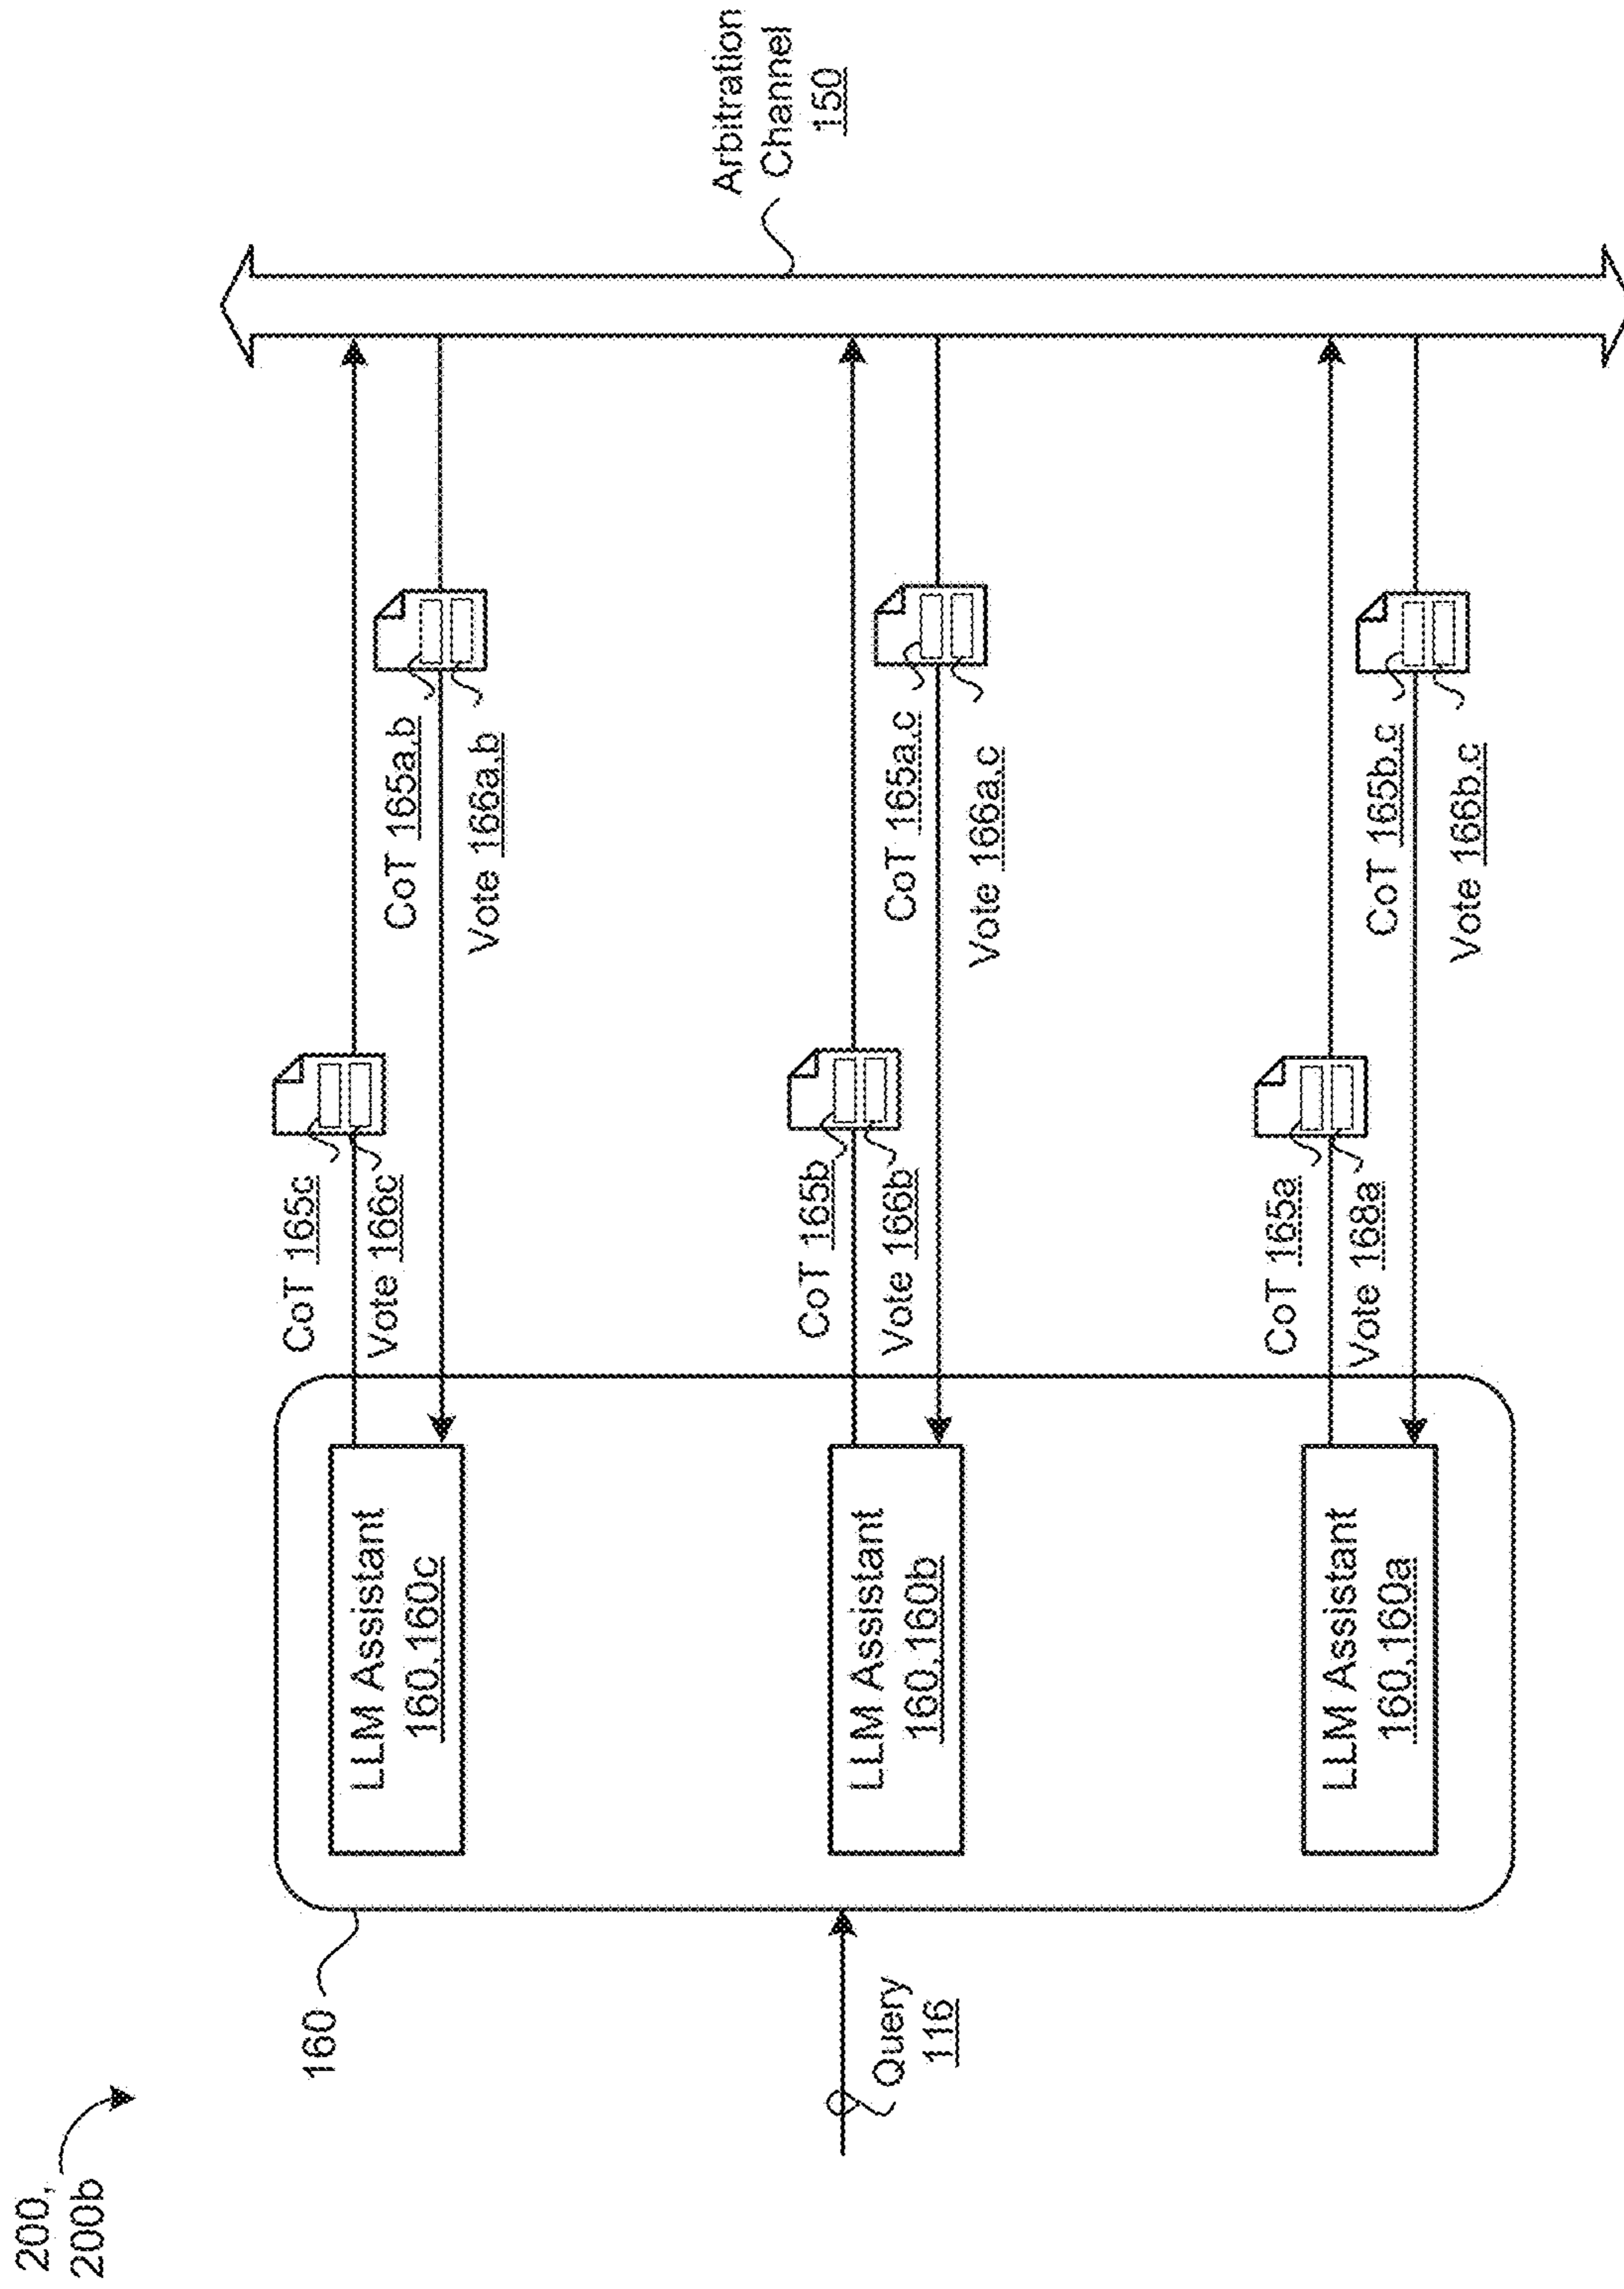 200,
200b
160
Query
116
LLM Assistant
160,160c
LLM Assistant
160,160b
LLM Assistant
160,160a
CoT 165c
Vote 166c
CoT 165b
Vote 166b
CoT 165a
Vote 168a
CoT 165a,b
Vote 166a,b
CoT 165a,c
Vote 166a,c
CoT 165b,c
Vote 166b,c
Arbitration
Channel
150